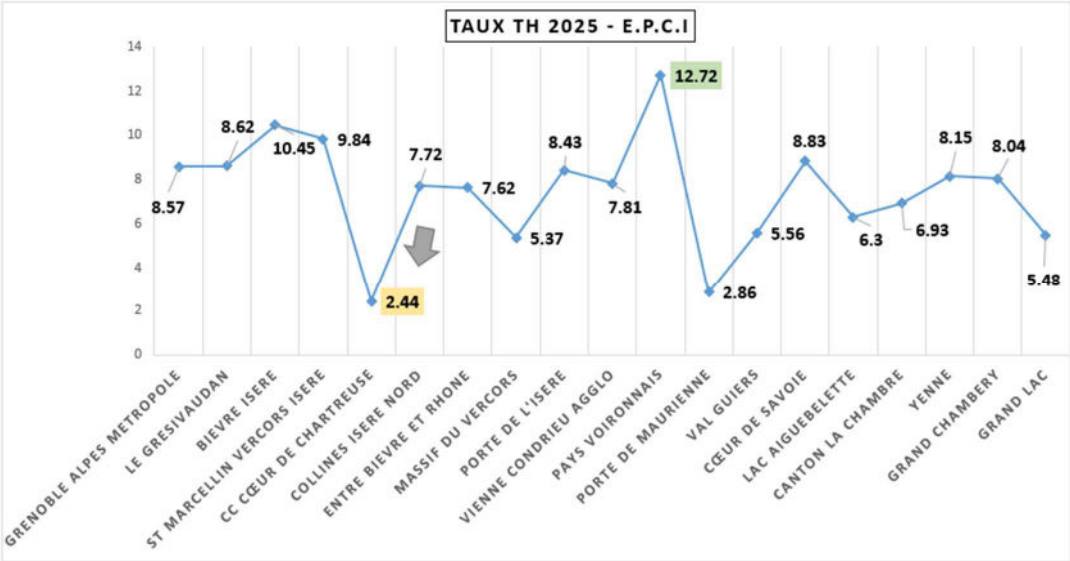 TAUX TH 2025 - E.P.C.I
14
12
10
8
6
4
2
0
8.57
8.62
10.45
9.84
2.44
7.72
7.62
5.37
8.43
7.81
12.72
2.86
5.56
8.83
6.3
6.93
8.15
8.04
5.48
GRENOBLE ALPES METROPOLE
LE GRESIVAUDAN
BIEVRE ISERE
ST MARCELLIN VERCORS ISERE
CC CŒUR DE CHARTREUSE
COLLINES ISERE NORD
ENTRE BIEVRE ET RHONE
MASSIF DU VERCORS
PORTE DE L'ISERE
VIENNE CONDRIEU AGGLO
PAYS VOIRONNAIS
PORTE DE MAURIENNE
VAL GUIERS
CŒUR DE SAVOIE
LAC AIGUEBELETTE
CANTON LA CHAMBRE
YENNE
GRAND CHAMBERY
GRAND LAC